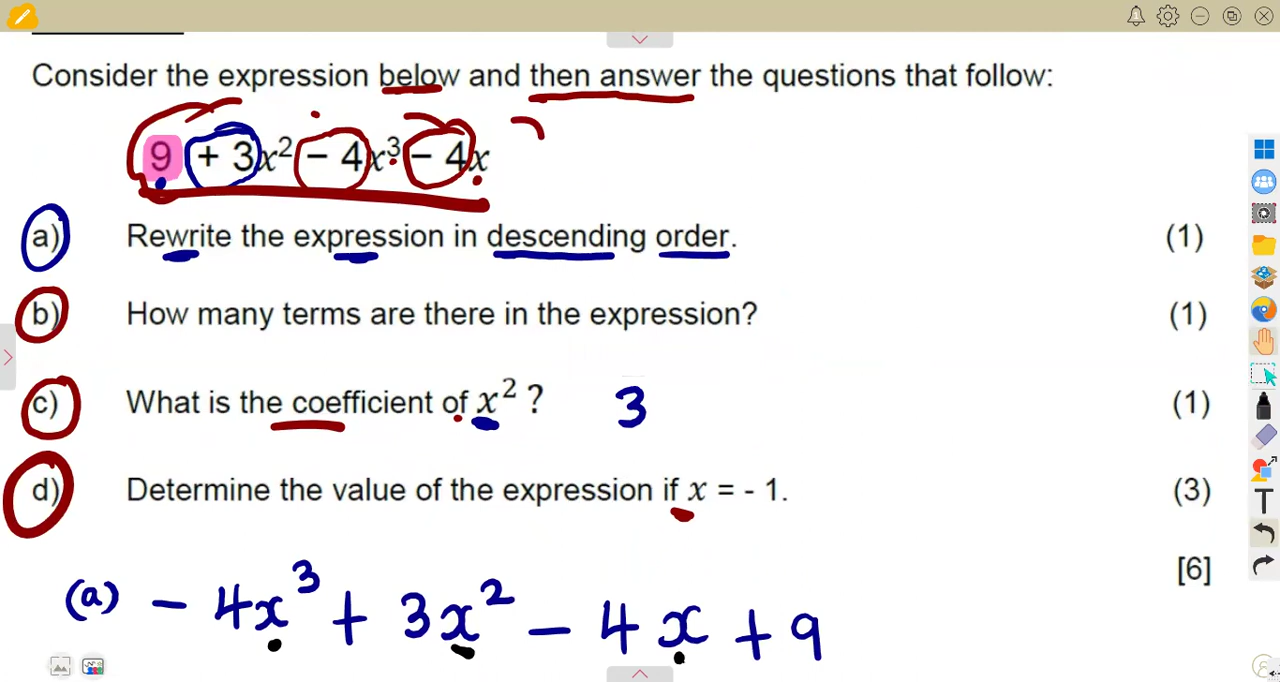 Consider the expression below and then answer the questions that follow:
9 + 3x² − 4x³ − 4x
a) Rewrite the expression in descending order. (1)
b) How many terms are there in the expression? (1)
c) What is the coefficient of x² ? 3 (1)
d) Determine the value of the expression if x = - 1. (3)
[6]
(a) − 4x³ + 3x² − 4x + 9